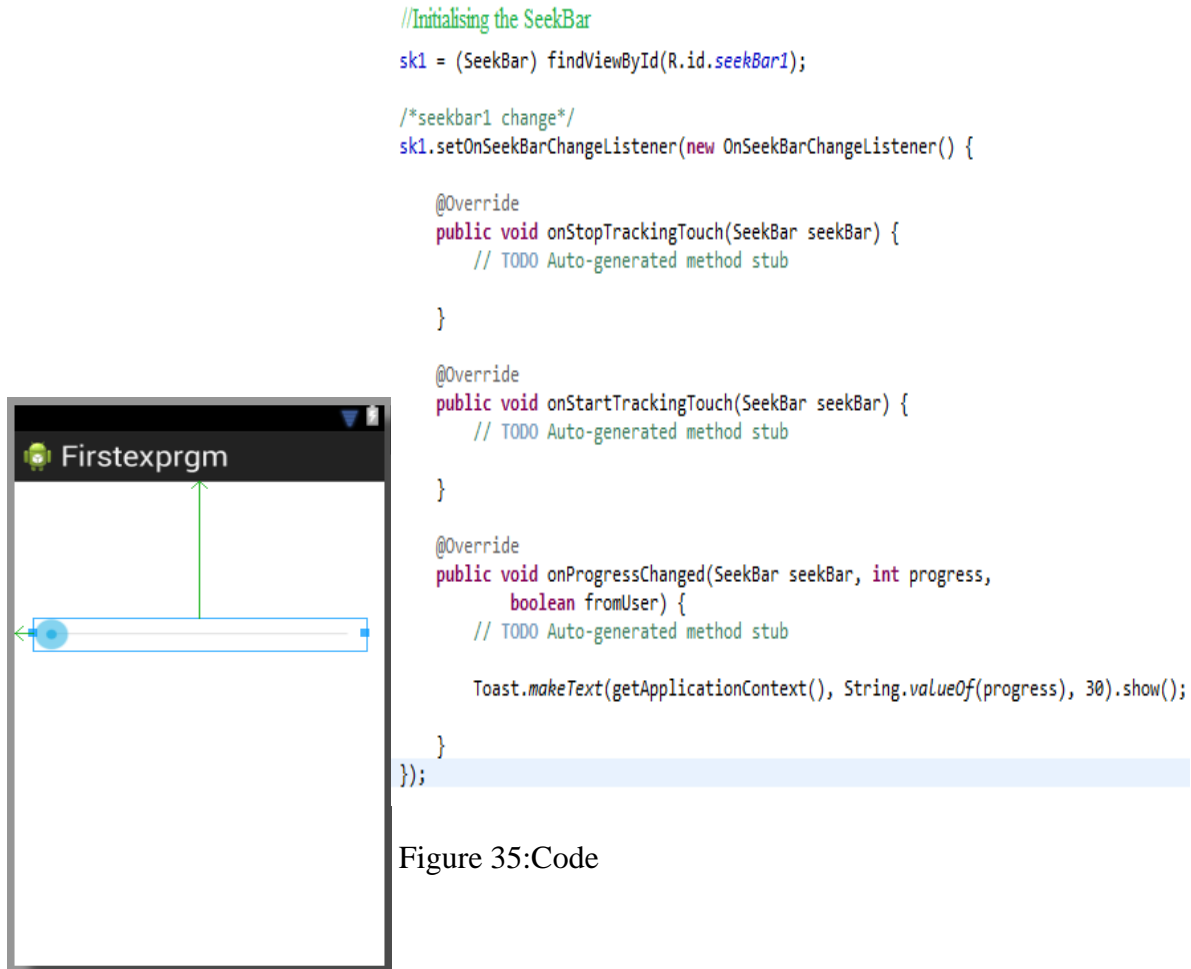 //Initialising the SeekBar
sk1 = (SeekBar) findViewById(R.id.seekBar1);
/*seekbar1 change*/
sk1.setOnSeekBarChangeListener(new OnSeekBarChangeListener() {
@Override
public void onStopTrackingTouch(SeekBar seekBar) {
// TODO Auto-generated method stub
}
@Override
public void onStartTrackingTouch(SeekBar seekBar) {
// TODO Auto-generated method stub
}
@Override
public void onProgressChanged(SeekBar seekBar, int progress,
boolean fromUser) {
// TODO Auto-generated method stub
Toast.makeText(getApplicationContext(), String.valueOf(progress), 30).show();
}
});
Firstexprgm
Figure 35:Code